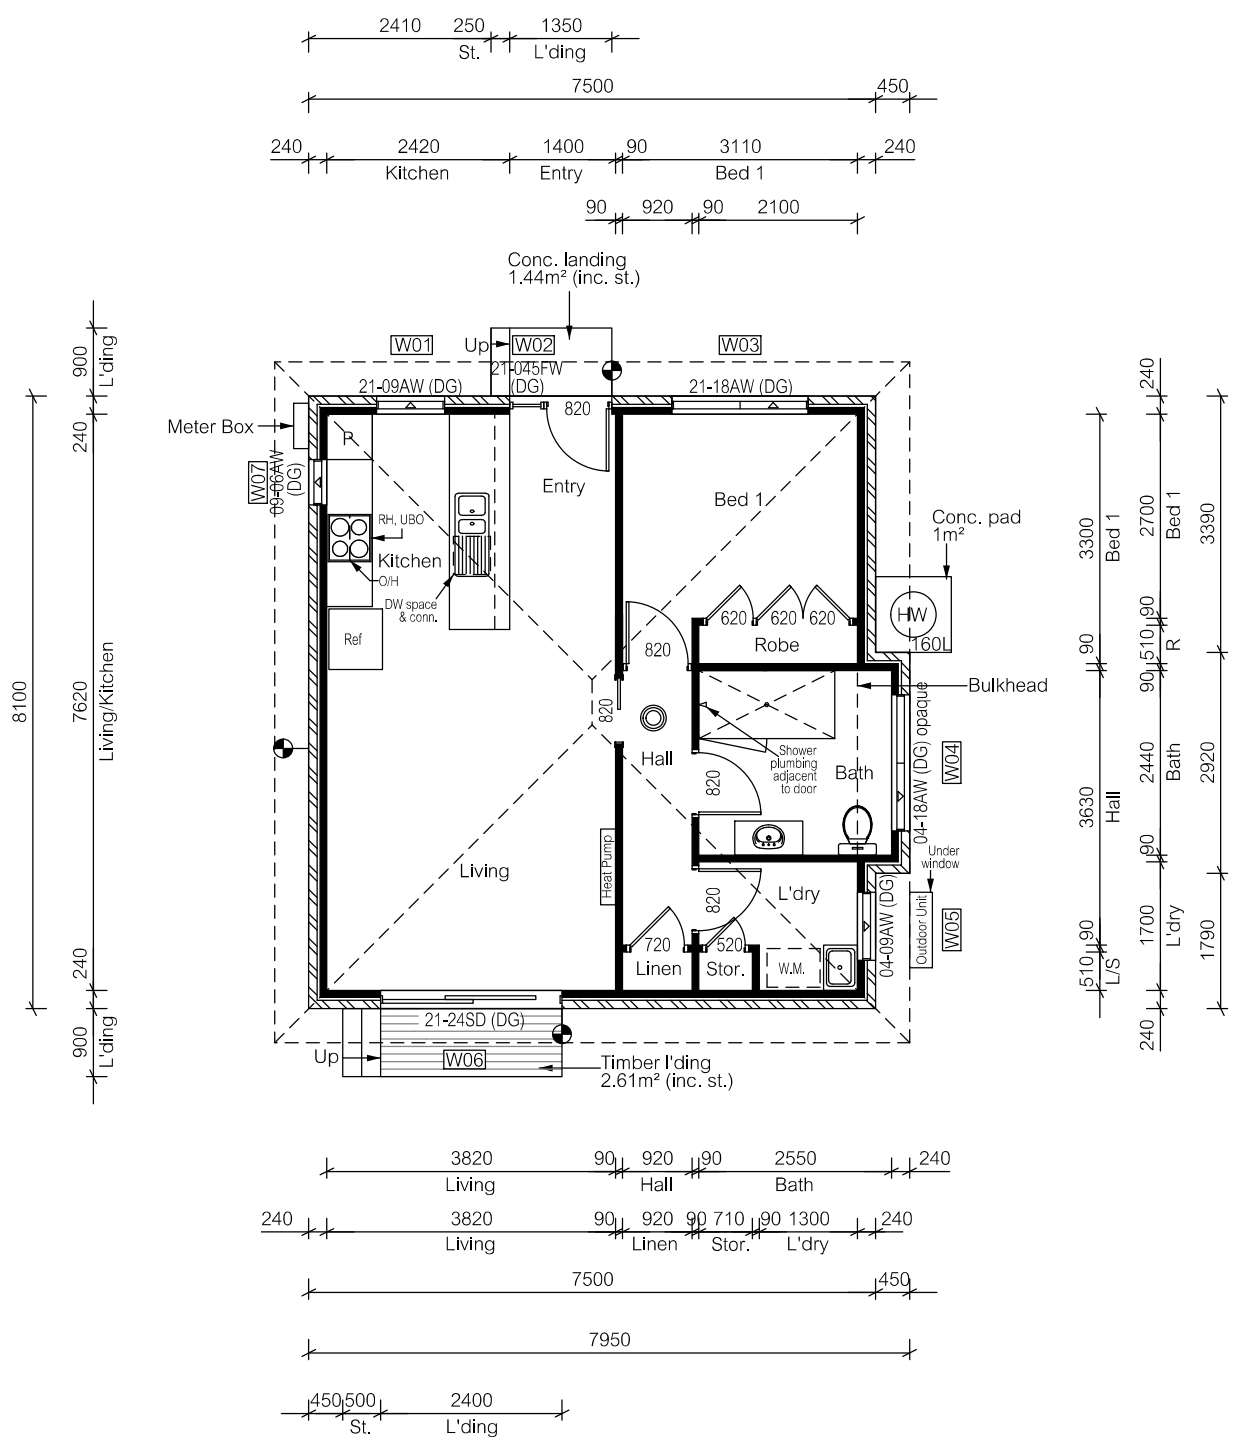 2410 250 1350
St. L'ding
7500 450
240 2420 1400 90 3110 240
Kitchen Entry Bed 1
90 920 90 2100
Conc. landing
1.44m² (inc. st.)
W01
Up
W02
W03
21-09AW (DG)
21-045FW
(DG)
21-18AW (DG)
820
Meter Box
W07
09-06AW
(DG)
P
Entry
Bed 1
RH, UBO
Kitchen
O/H
DW space
& conn.
Ref
Conc. pad
1m²
HW
160L
620 620 620
Robe
820
820
Bulkhead
Hall
Shower
plumbing
adjacent
to door
Bath
820
04-18AW (DG) opaque
W04
Under
window
Living
Heat Pump
L'dry
820
04-09AW (DG)
Outdoor Unit
W05
720
Linen
520
Stor.
W.M.
21-24SD (DG)
Up
W06
Timber l'ding
2.61m² (inc. st.)
900
L'ding
240
8100
7620
Living/Kitchen
240
900
L'ding
3300
Bed 1
90
3630
Hall
90
510
L/S
240
2700
Bed 1
90
510
R
90
2440
Bath
90
1700
L'dry
240
3390
2920
1790
3820 90 920 90 2550 240
Living Hall Bath
240 3820 90 920 90 710 90 1300 240
Living Linen Stor. L'dry
7500 450
7950
450 500 2400
St. L'ding